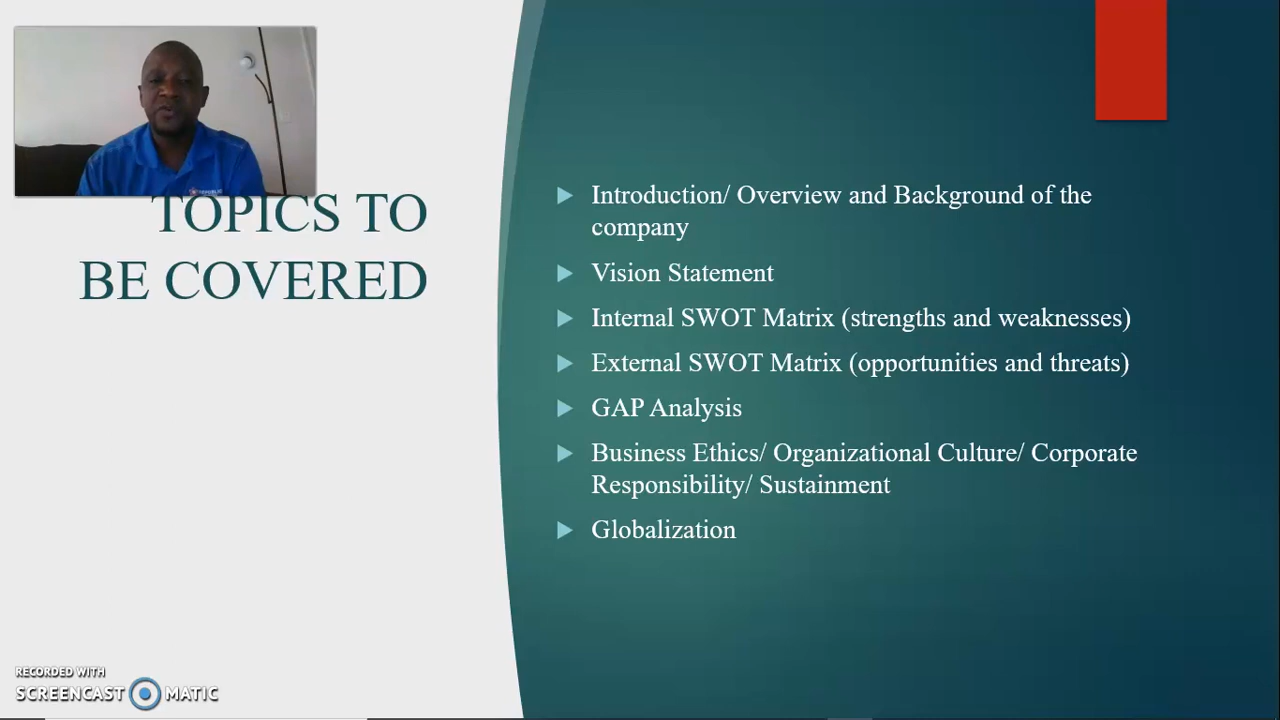 TOPICS TO
BE COVERED
Introduction/ Overview and Background of the
company
Vision Statement
Internal SWOT Matrix (strengths and weaknesses)
External SWOT Matrix (opportunities and threats)
GAP Analysis
Business Ethics/ Organizational Culture/ Corporate
Responsibility/ Sustainment
Globalization
RECORDED WITH
SCREENCAST MATIC